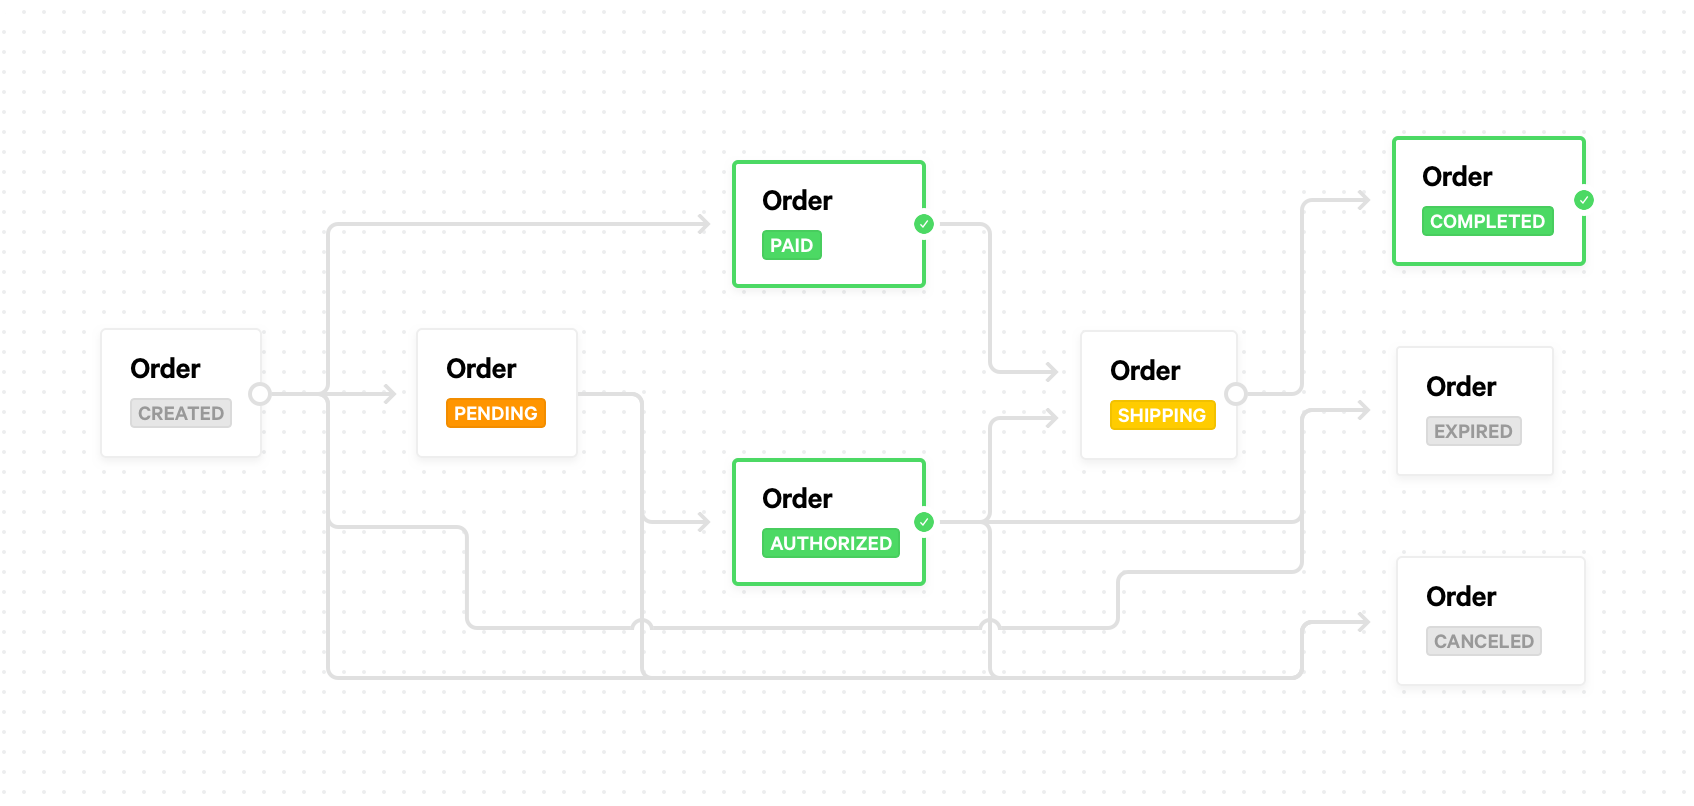 Order
CREATED
Order
PENDING
Order
PAID
Order
AUTHORIZED
Order
SHIPPING
Order
COMPLETED
Order
EXPIRED
Order
CANCELED